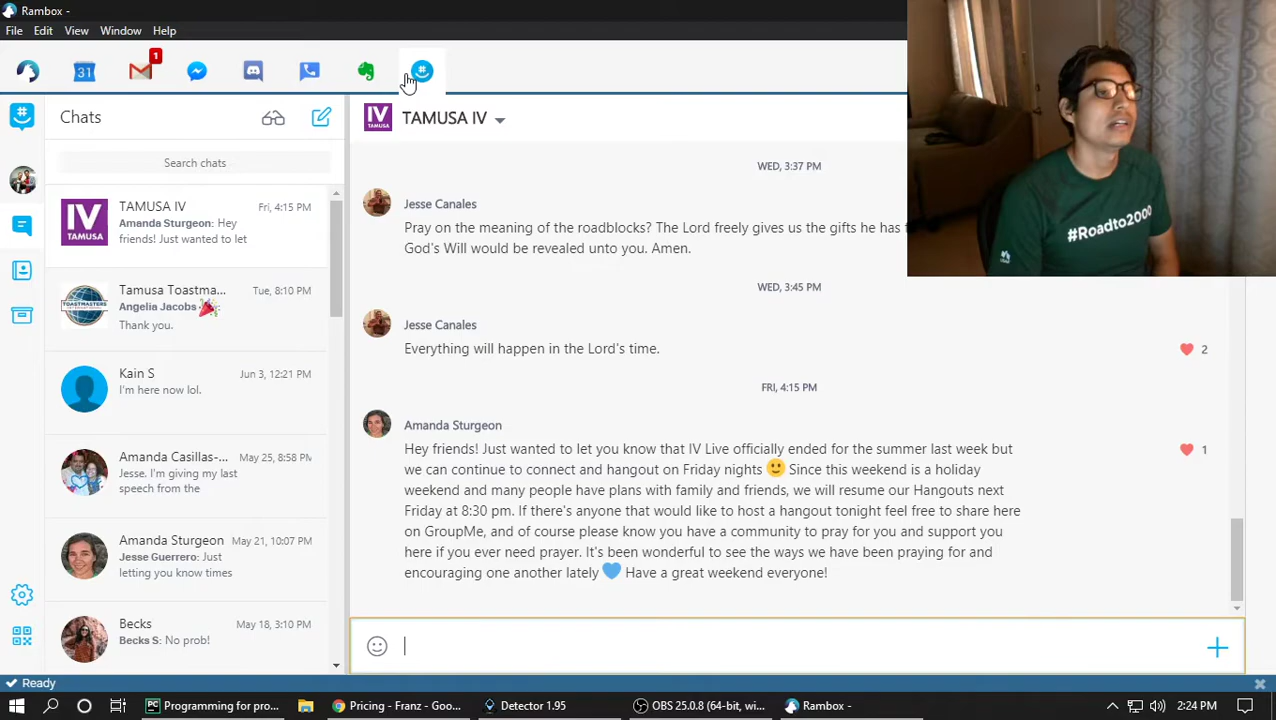 Rambox -
File Edit View Window Help
31
1
Chats
IV
TAMUSA
TAMUSA IV
Search chats
TAMUSA IV Fri, 4:15 PM
Amanda Sturgeon: Hey
friends! Just wanted to let
IV
TAMUSA
Tamusa Toastma... Tue, 8:10 PM
Angelia Jacobs
Thank you.
TOASTMASTERS
Kain S Jun 3, 12:21 PM
I'm here now lol.
Amanda Casillas-... May 25, 8:58 PM
Jesse. I'm giving my last
speech from the
Amanda Sturgeon May 21, 10:07 PM
Jesse Guerrero: Just
letting you know times
Becks May 18, 3:10 PM
Becks S: No prob!
WED, 3:37 PM
Jesse Canales
Pray on the meaning of the roadblocks? The Lord freely gives us the gifts he has
God's Will would be revealed unto you. Amen.
WED, 3:45 PM
Jesse Canales
Everything will happen in the Lord's time.
2
FRI, 4:15 PM
Amanda Sturgeon
Hey friends! Just wanted to let you know that IV Live officially ended for the summer last week but
1
we can continue to connect and hangout on Friday nights 🙂 Since this weekend is a holiday
weekend and many people have plans with family and friends, we will resume our Hangouts next
Friday at 8:30 pm. If there's anyone that would like to host a hangout tonight feel free to share here
on GroupMe, and of course please know you have a community to pray for you and support you
here if you ever need prayer. It's been wonderful to see the ways we have been praying for and
encouraging one another lately 💙 Have a great weekend everyone!
#Roadto2000
Ready
Programming for pro...
Pricing - Franz - Goo...
Detector 1.95
OBS 25.0.8 (64-bit, wi...
Rambox -
2:24 PM